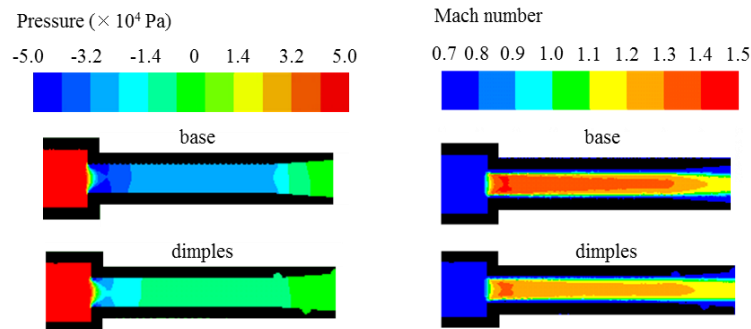 Pressure (× 10⁴ Pa)
-5.0 -3.2 -1.4 0 1.4 3.2 5.0
base
dimples
Mach number
0.7 0.8 0.9 1.0 1.1 1.2 1.3 1.5
base
dimples